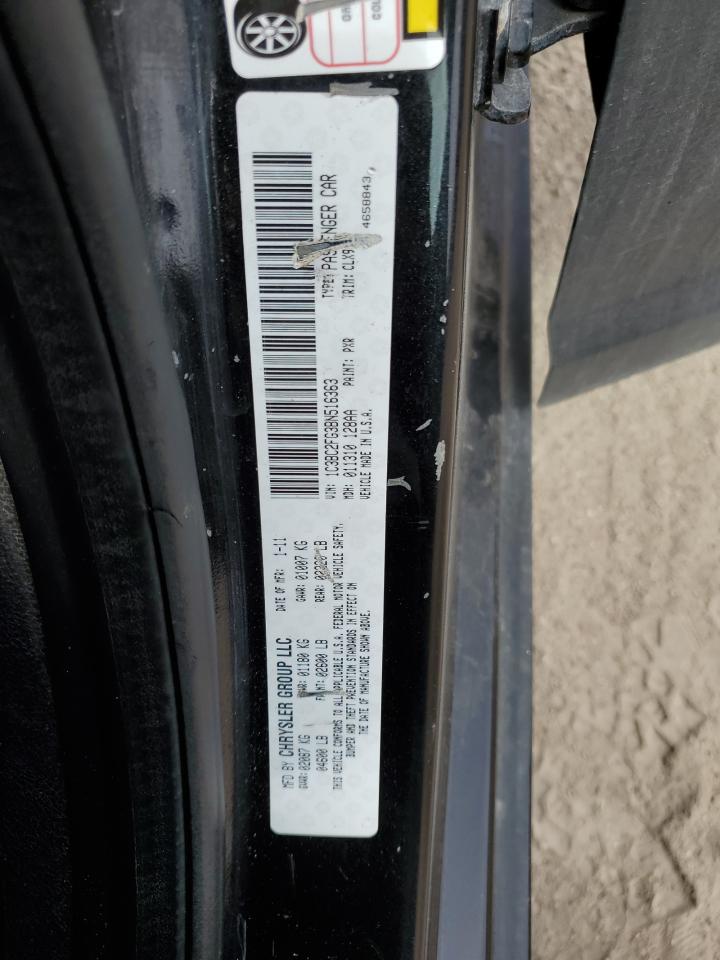 MFD BY CHRYSLER GROUP LLC DATE OF MFR: 1-11
GVWR: 02087 KG GAWR: 01180 KG GAWR: 01007 KG
04600 LB FRONT: 02600 LB REAR: 02220 LB
THIS VEHICLE CONFORMS TO ALL APPLICABLE U.S.A. FEDERAL MOTOR VEHICLE SAFETY,
BUMPER AND THEFT PREVENTION STANDARDS IN EFFECT ON
THE DATE OF MANUFACTURE SHOWN ABOVE.
VIN: 1C3BC2FG3BN516363 TYPE: PASSENGER CAR
MDH: 011310 128AA PAINT: PXR TRIM: CLX9
VEHICLE MADE IN U.S.A. 4658843